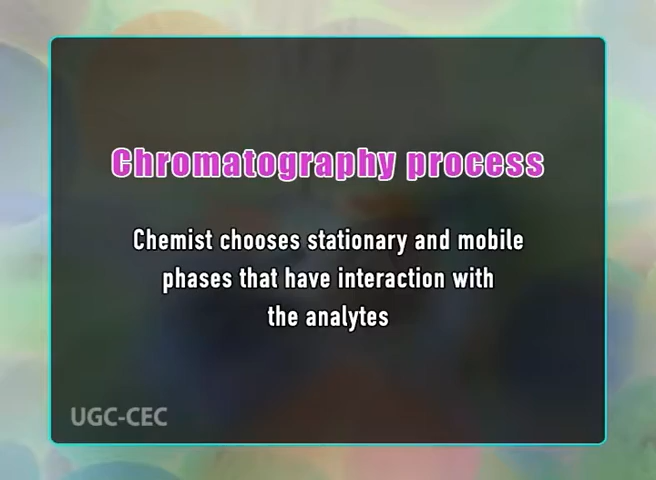 Chromatography process
Chemist chooses stationary and mobile
phases that have interaction with
the analytes
UGC-CEC